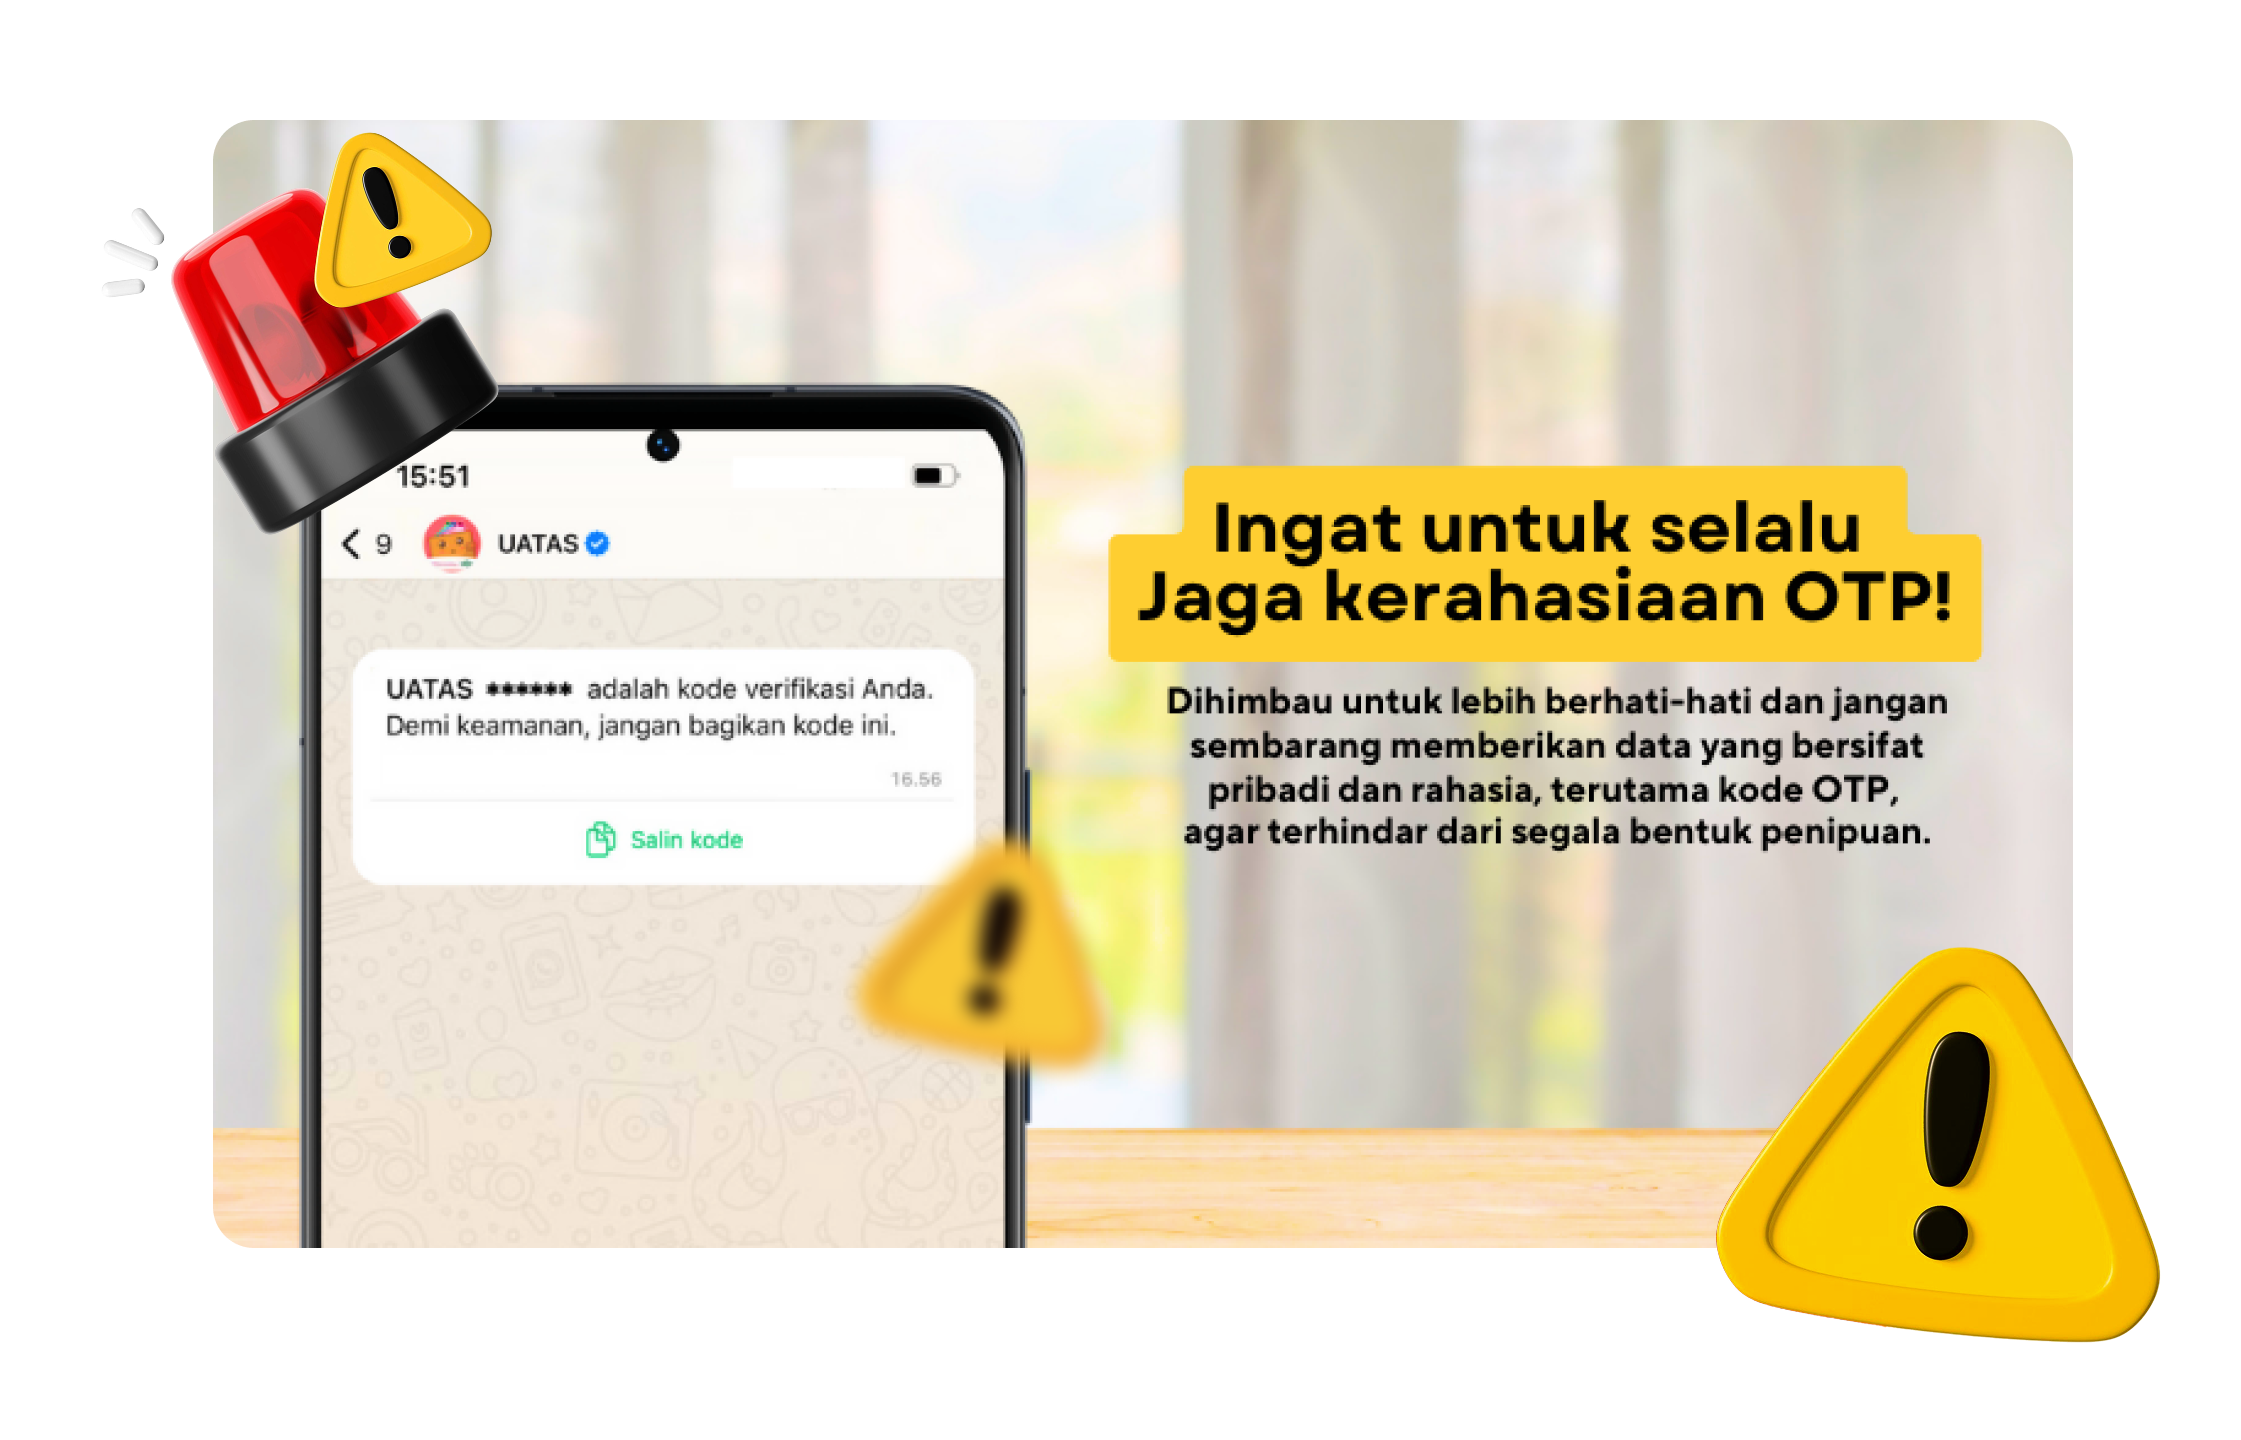 15:51
9 UATAS
UATAS ****** adalah kode verifikasi Anda.
Demi keamanan, jangan bagikan kode ini.
16.56
Salin kode
Ingat untuk selalu
Jaga kerahasiaan OTP!
Dihimbau untuk lebih berhati-hati dan jangan
sembarang memberikan data yang bersifat
pribadi dan rahasia, terutama kode OTP,
agar terhindar dari segala bentuk penipuan.